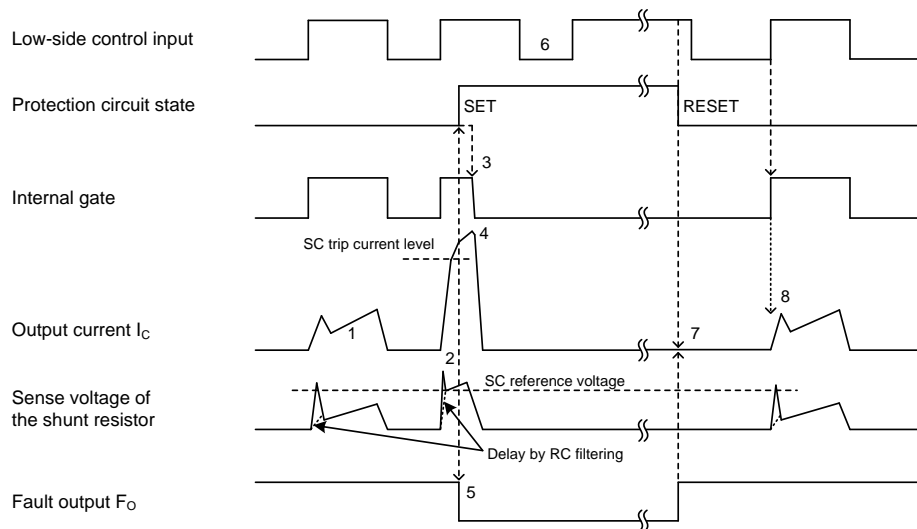 Low-side control input
6
Protection circuit state
SET
RESET
3
Internal gate
SC trip current level
4
Output current IC
1
7
8
2
SC reference voltage
Sense voltage of
the shunt resistor
Delay by RC filtering
5
Fault output FO